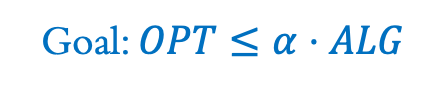 Goal: OPT ≤ α · ALG